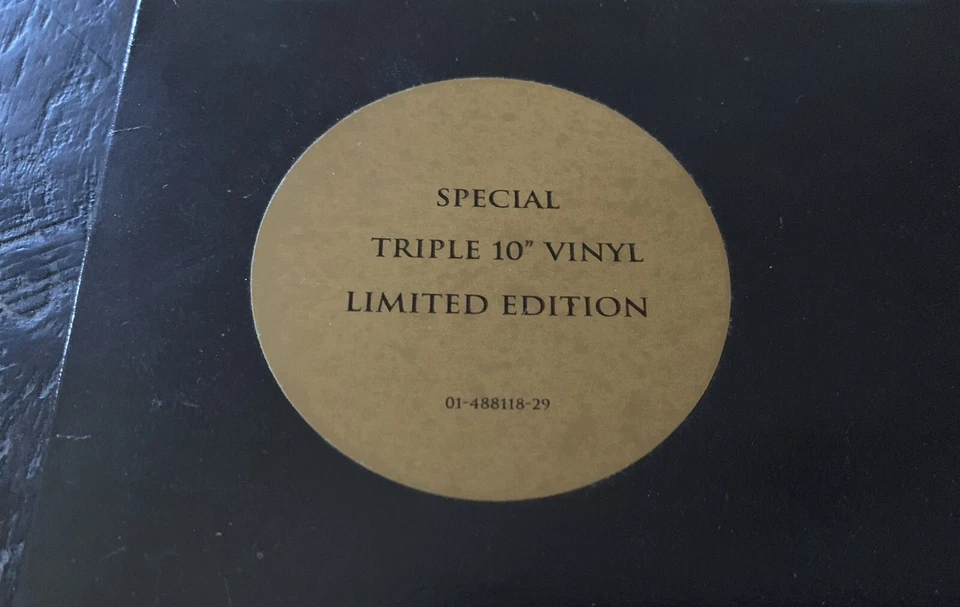 SPECIAL
TRIPLE 10” VINYL
LIMITED EDITION
01-488118-29